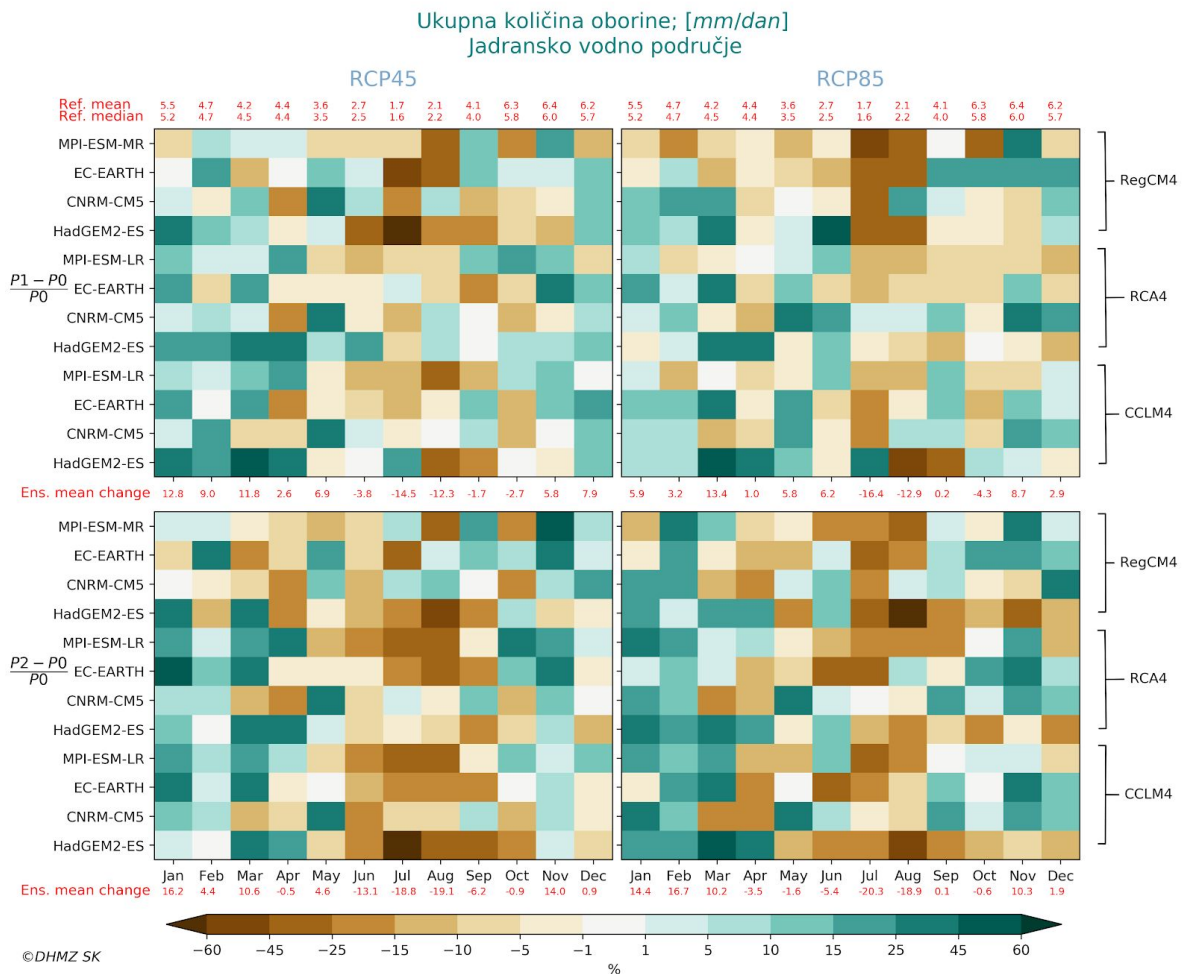 Ukupna količina oborine; [mm/dan]
Jadransko vodno područje
RCP45 RCP85
Ref. mean 5.5 4.7 4.2 4.4 3.6 2.7 1.7 2.1 4.1 6.3 6.4 6.2 5.5 4.7 4.2 4.4 3.6 2.7 1.7 2.1 4.1 6.3 6.4 6.2
Ref. median 5.2 4.7 4.5 4.4 3.5 2.5 1.6 2.2 4.0 5.8 6.0 5.7 5.2 4.7 4.5 4.4 3.5 2.5 1.6 2.2 4.0 5.8 6.0 5.7
MPI-ESM-MR
EC-EARTH
RegCM4
CNRM-CM5
HadGEM2-ES
MPI-ESM-LR
P1 − P0
P0
EC-EARTH
RCA4
CNRM-CM5
HadGEM2-ES
MPI-ESM-LR
EC-EARTH
CCLM4
CNRM-CM5
HadGEM2-ES
Ens. mean change 12.8 9.0 11.8 2.6 6.9 -3.8 -14.5 -12.3 -1.7 -2.7 5.8 7.9 5.9 3.2 13.4 1.0 5.8 6.2 -16.4 -12.9 0.2 -4.3 8.7 2.9
MPI-ESM-MR
EC-EARTH
RegCM4
CNRM-CM5
HadGEM2-ES
MPI-ESM-LR
P2 − P0
P0
EC-EARTH
RCA4
CNRM-CM5
HadGEM2-ES
MPI-ESM-LR
EC-EARTH
CCLM4
CNRM-CM5
HadGEM2-ES
Jan Feb Mar Apr May Jun Jul Aug Sep Oct Nov Dec Jan Feb Mar Apr May Jun Jul Aug Sep Oct Nov Dec
Ens. mean change 16.2 4.4 10.6 -0.5 4.6 -13.1 -18.8 -19.1 -6.2 -0.9 14.0 0.9 14.4 16.7 10.2 -3.5 -1.6 -5.4 -20.3 -18.9 0.1 -0.6 10.3 1.9
−60 −45 −25 −15 −10 −5 −1 1 5 10 15 25 45 60
%
©DHMZ SK